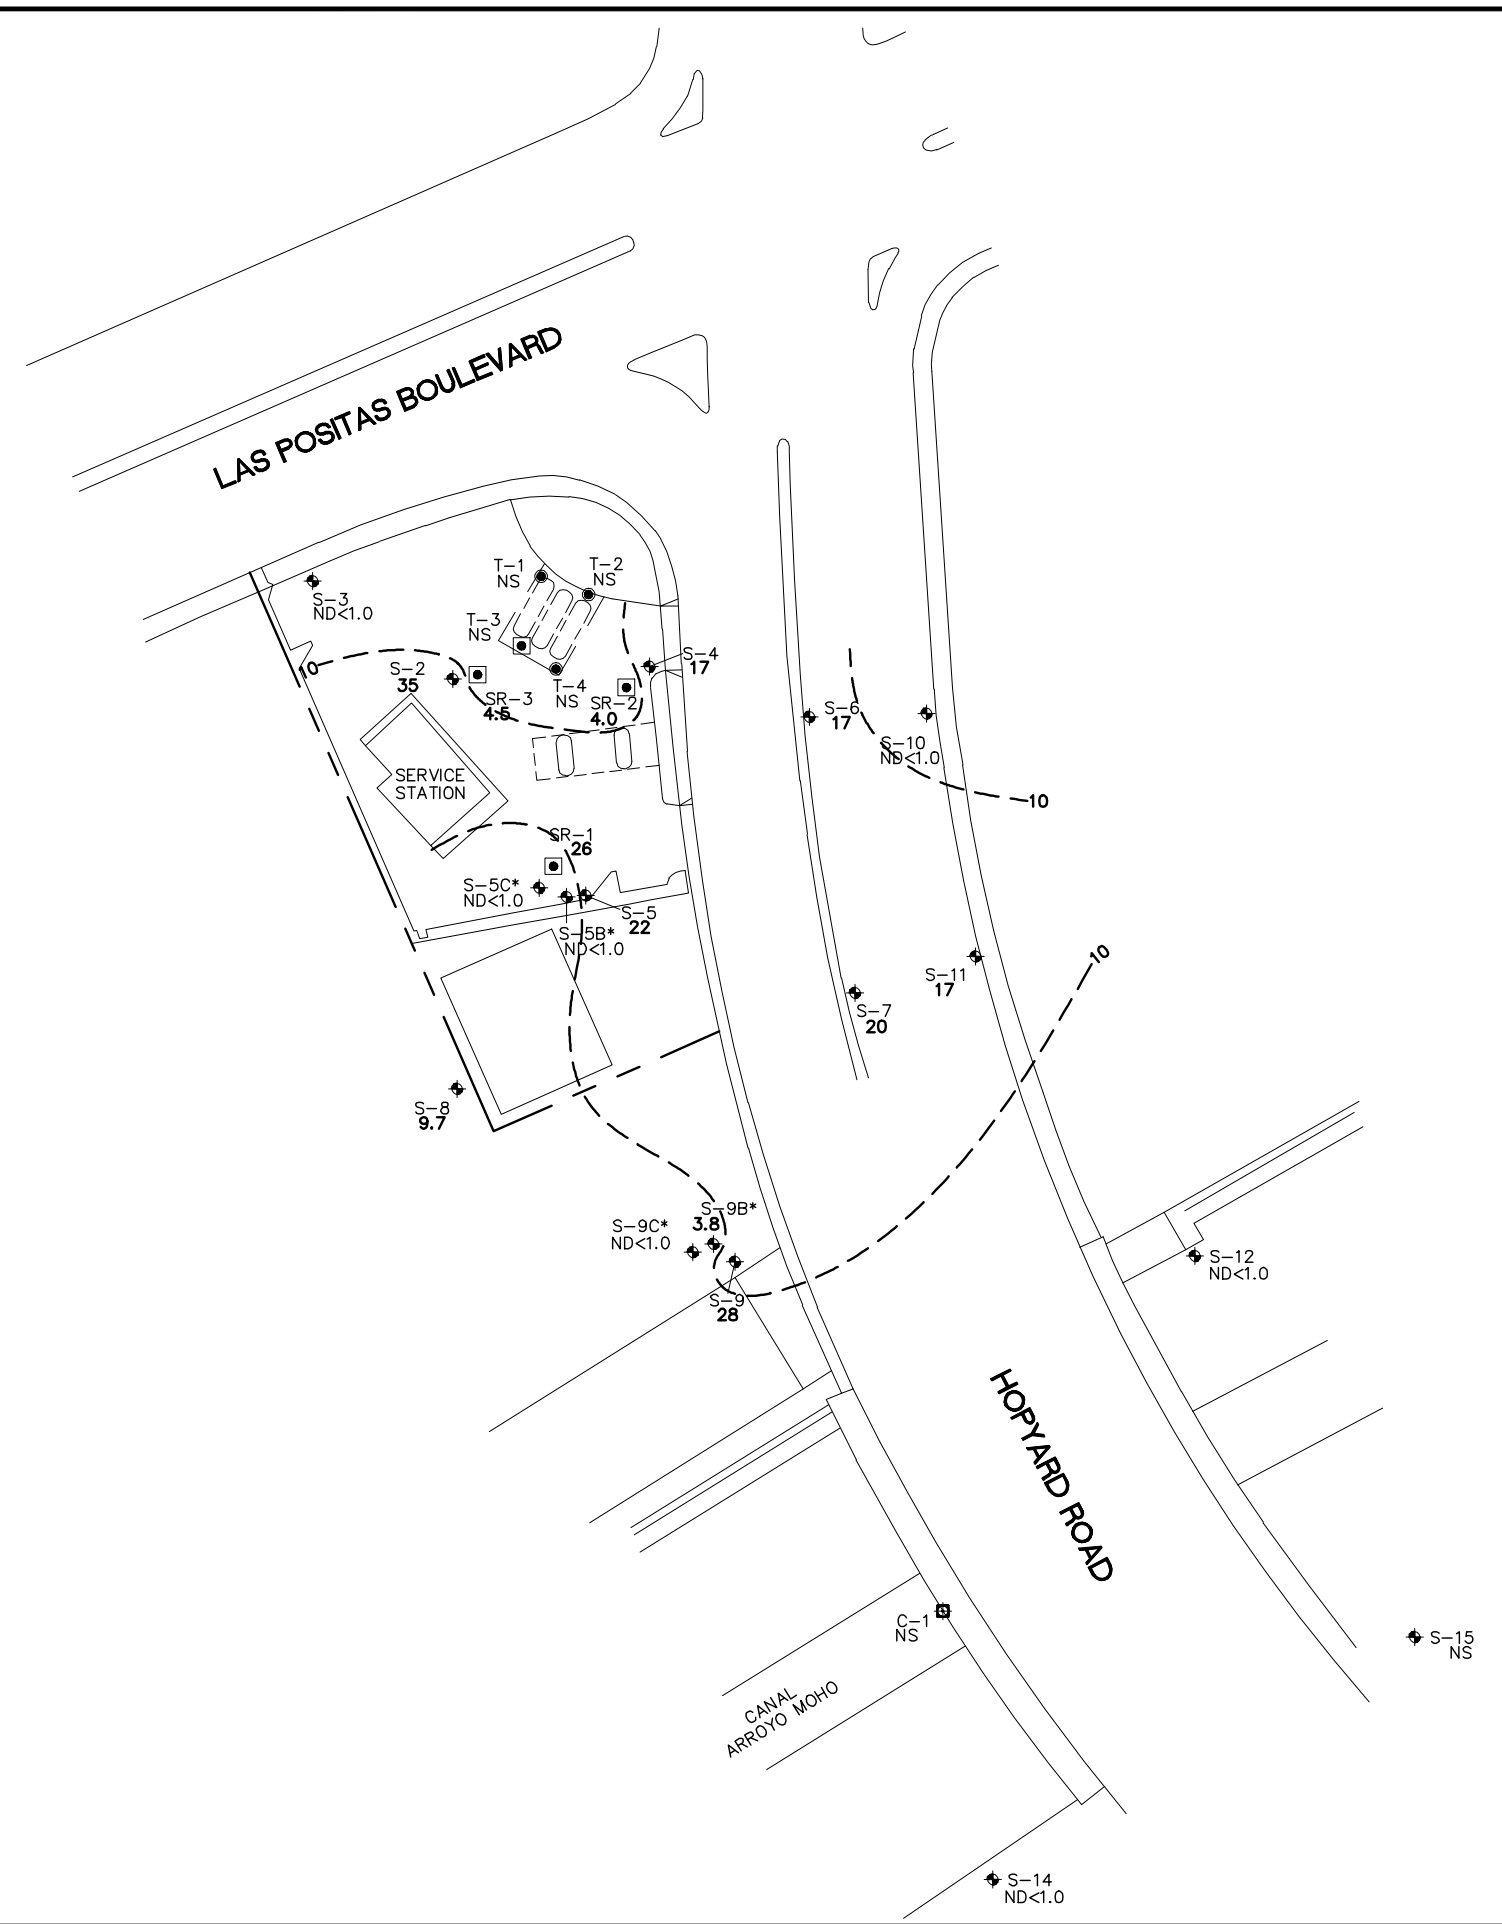 LAS POSITAS BOULEVARD
T-1
NS
T-2
NS
S-3
ND<1.0
T-3
NS
S-4
17
10
S-2
35
SR-3
4.5
T-4
NS
SR-2
4.0
S-6
17
S-10
ND<1.0
SERVICE
STATION
10
SR-1
26
S-5C*
ND<1.0
S-5
22
S-5B*
ND<1.0
10
S-11
17
S-7
20
S-8
9.7
S-9B*
3.8
S-9C*
ND<1.0
S-12
ND<1.0
S-9
28
HOPYARD ROAD
C-1
NS
S-15
NS
CANAL
ARROYO MOHO
S-14
ND<1.0